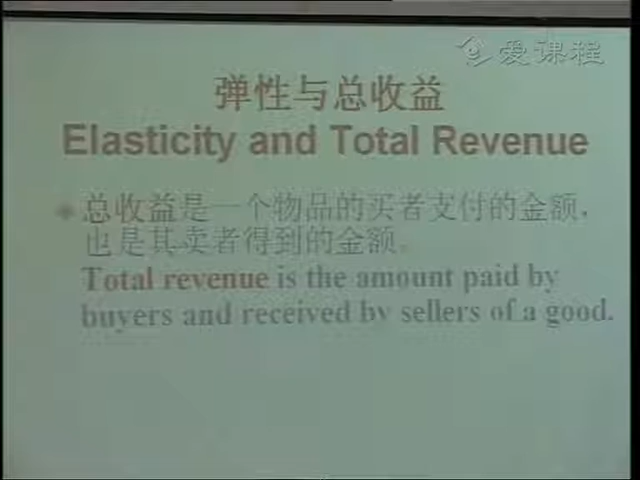 爱课程
弹性与总收益
Elasticity and Total Revenue
总收益是一个物品的买者支付的金额，
也是其卖者得到的金额。
Total revenue is the amount paid by
buyers and received by sellers of a good.